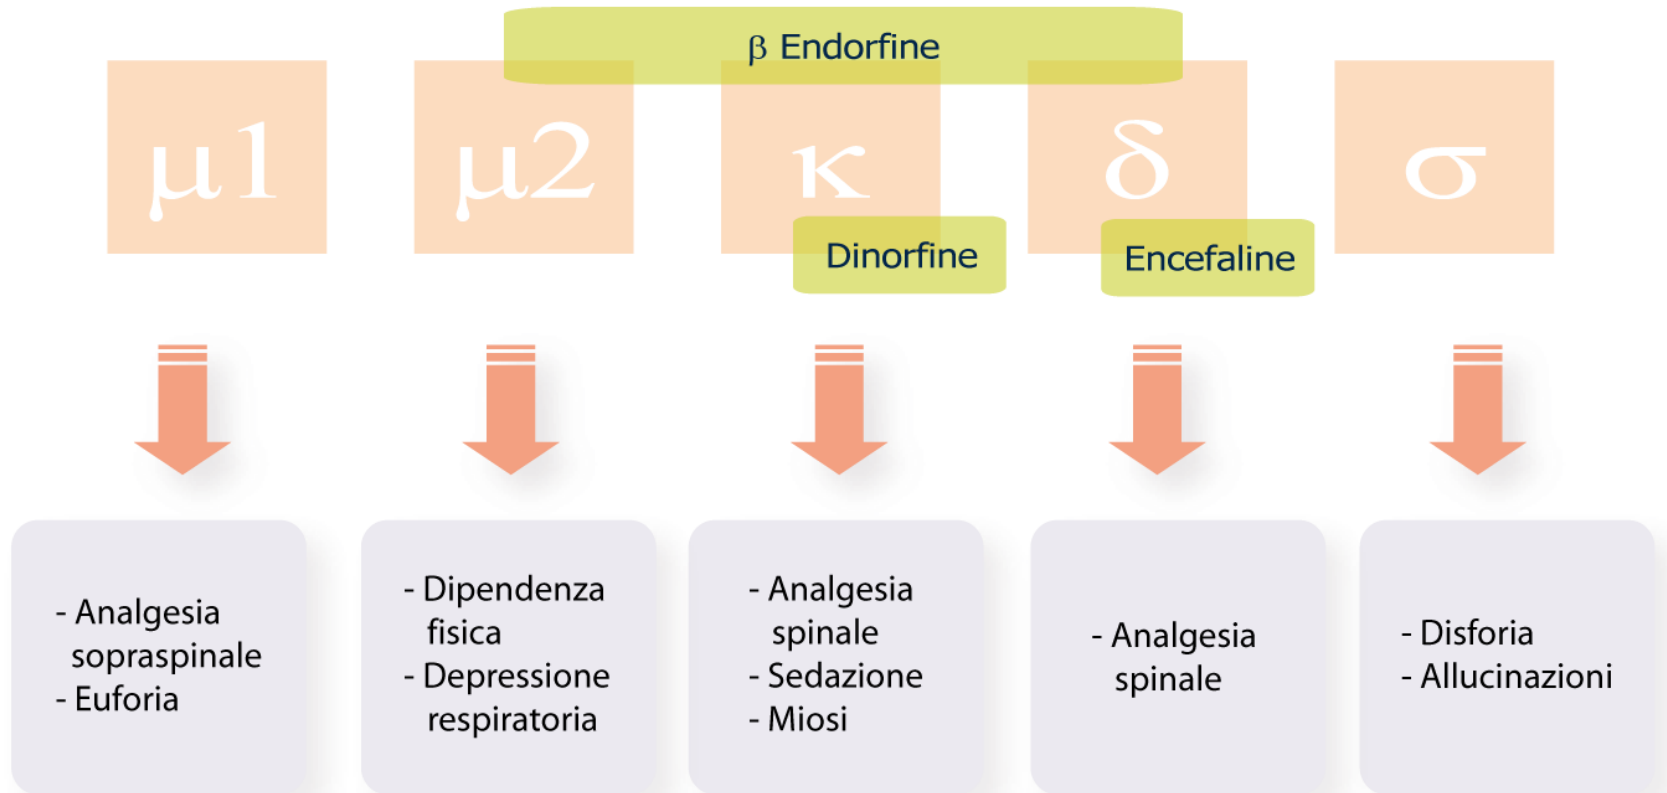 β Endorfine
μ1
μ2
κ
δ
σ
Dinorfine
Encefaline
- Analgesia
sopraspinale
- Euforia
- Dipendenza
fisica
- Depressione
respiratoria
- Analgesia
spinale
- Sedazione
- Miosi
- Analgesia
spinale
- Disforia
- Allucinazioni